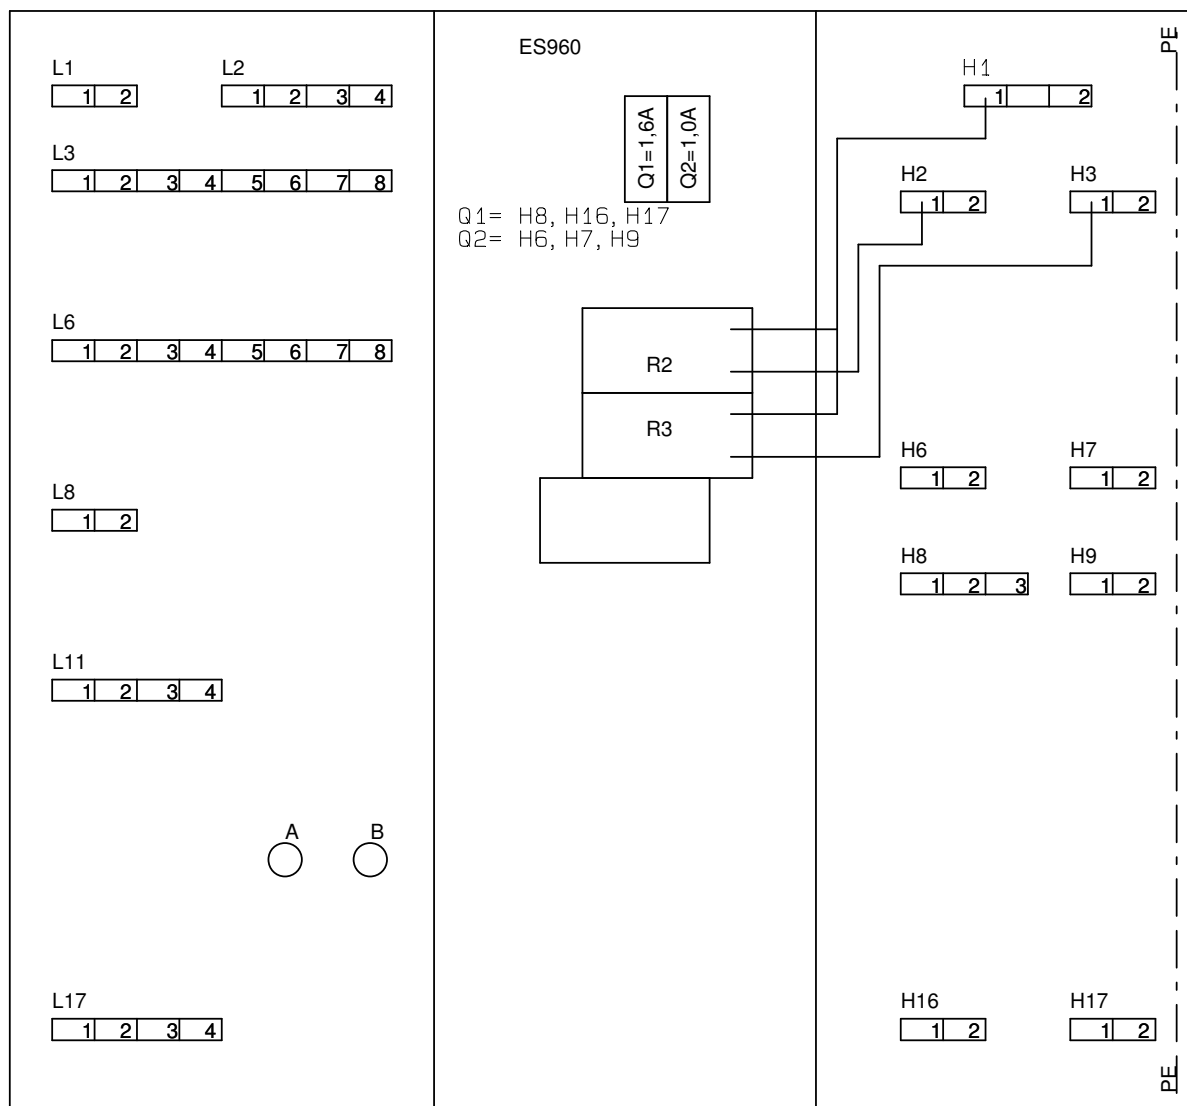 ES960
PE
L1
1 2
L2
1 2 3 4
L3
1 2 3 4 5 6 7 8
L6
1 2 3 4 5 6 7 8
L8
1 2
L11
1 2 3 4
A
B
L17
1 2 3 4
Q1=1,6A
Q2=1,0A
Q1= H8, H16, H17
Q2= H6, H7, H9
R2
R3
H1
1 2
H2
1 2
H3
1 2
H6
1 2
H7
1 2
H8
1 2 3
H9
1 2
H16
1 2
H17
1 2
PE